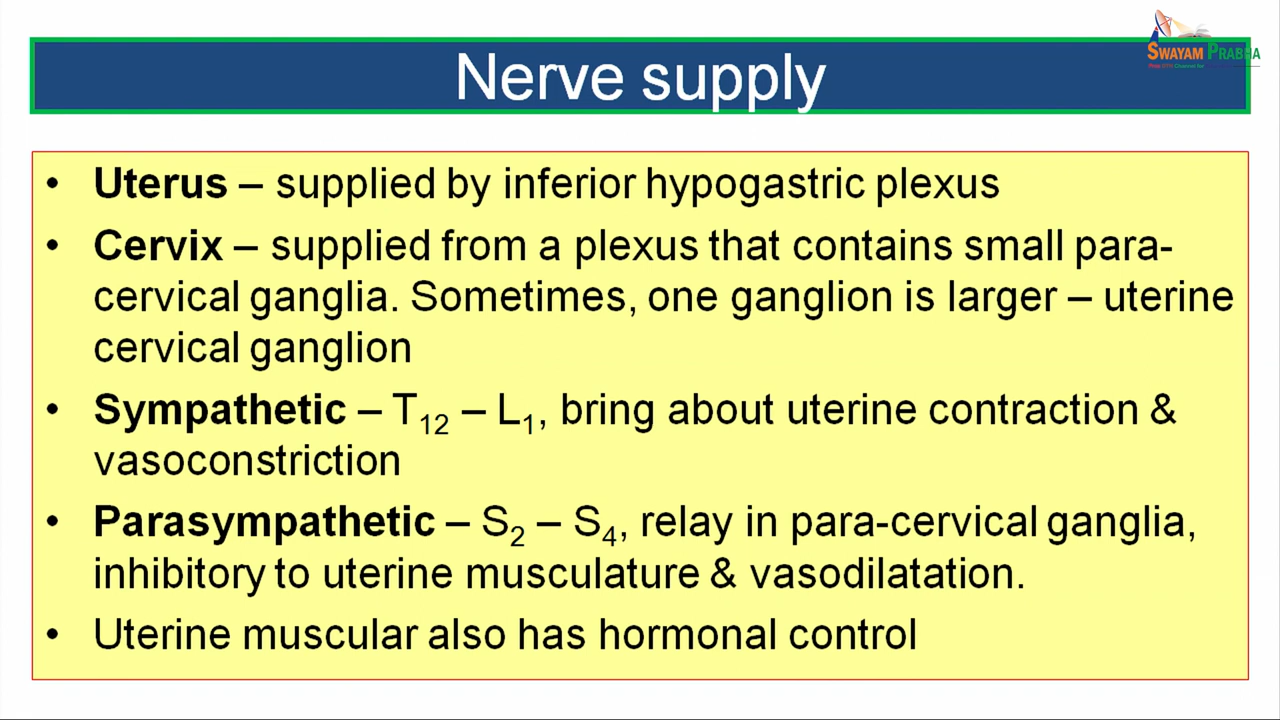 SWAYAM PRABHA
Nerve supply
• Uterus – supplied by inferior hypogastric plexus
• Cervix – supplied from a plexus that contains small para-
cervical ganglia. Sometimes, one ganglion is larger – uterine
cervical ganglion
• Sympathetic – T12 – L1, bring about uterine contraction &
vasoconstriction
• Parasympathetic – S2 – S4, relay in para-cervical ganglia,
inhibitory to uterine musculature & vasodilatation.
• Uterine muscular also has hormonal control